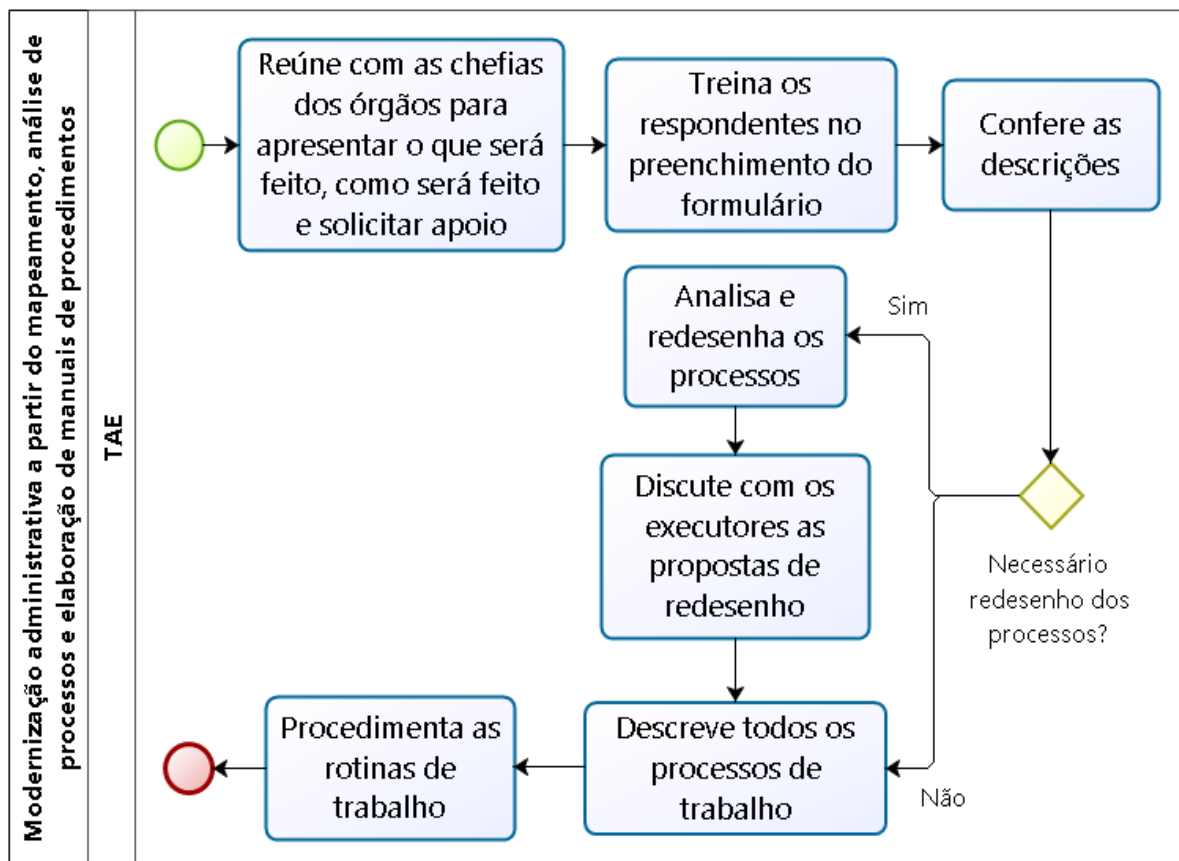 Modernização administrativa a partir do mapeamento, análise de
processos e elaboração de manuais de procedimentos
TAE
Reúne com as chefias
dos órgãos para
apresentar o que será
feito, como será feito
e solicitar apoio
Treina os
respondentes no
preenchimento do
formulário
Confere as
descrições
Necessário
redesenho dos
processos?
Sim
Analisa e
redesenha os
processos
Discute com os
executores as
propostas de
redesenho
Não
Descreve todos os
processos de
trabalho
Procedimenta as
rotinas de
trabalho